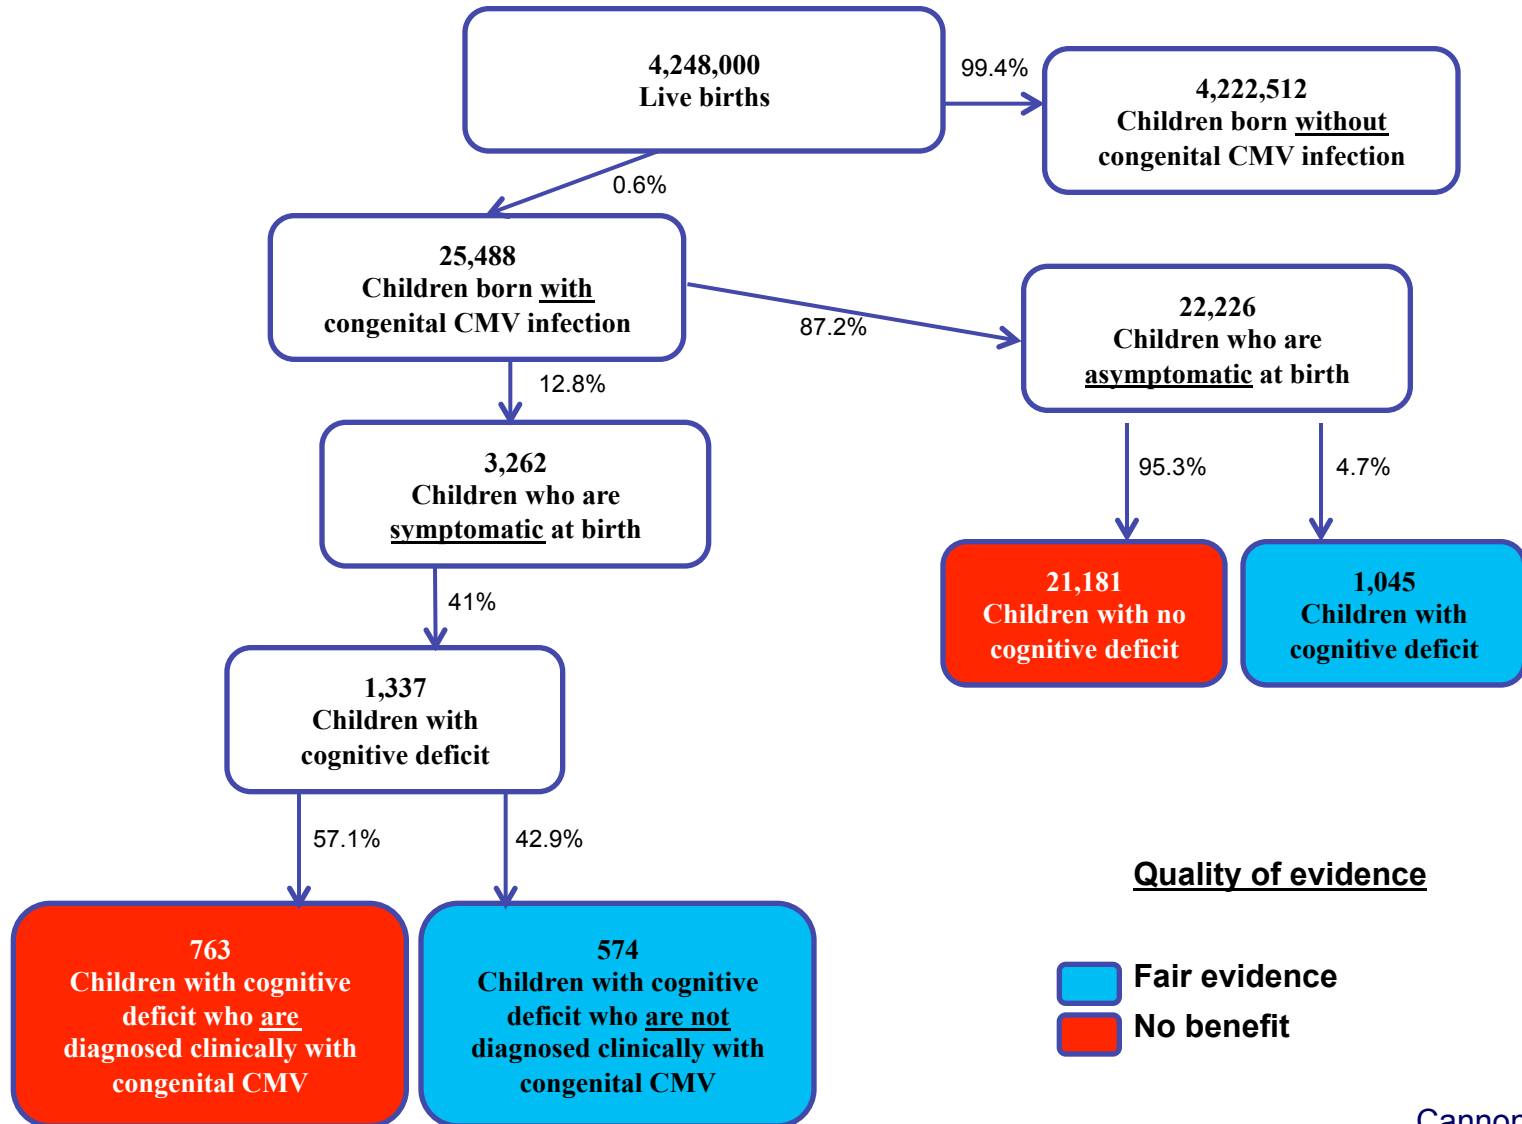 4,248,000
Live births
99.4%
4,222,512
Children born without
congenital CMV infection
0.6%
25,488
Children born with
congenital CMV infection
87.2%
22,226
Children who are
asymptomatic at birth
12.8%
3,262
Children who are
symptomatic at birth
95.3%
4.7%
21,181
Children with no
cognitive deficit
1,045
Children with
cognitive deficit
41%
1,337
Children with
cognitive deficit
57.1%
42.9%
763
Children with cognitive
deficit who are
diagnosed clinically with
congenital CMV
574
Children with cognitive
deficit who are not
diagnosed clinically with
congenital CMV
Quality of evidence
Fair evidence
No benefit